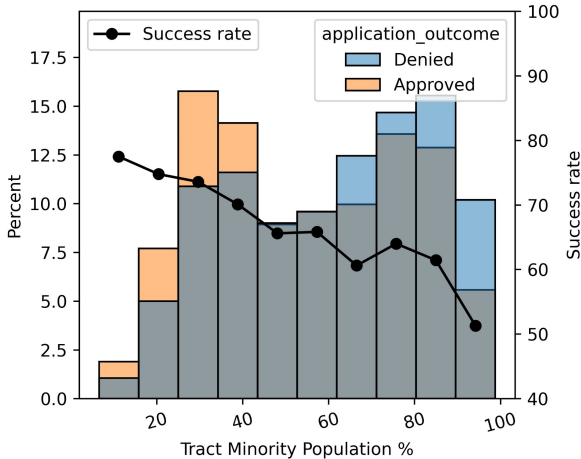 Success rate
application_outcome
Denied
Approved
17.5
15.0
12.5
10.0
7.5
5.0
2.5
0.0
Percent
100
90
80
70
60
50
40
Success rate
20
40
60
80
100
Tract Minority Population %